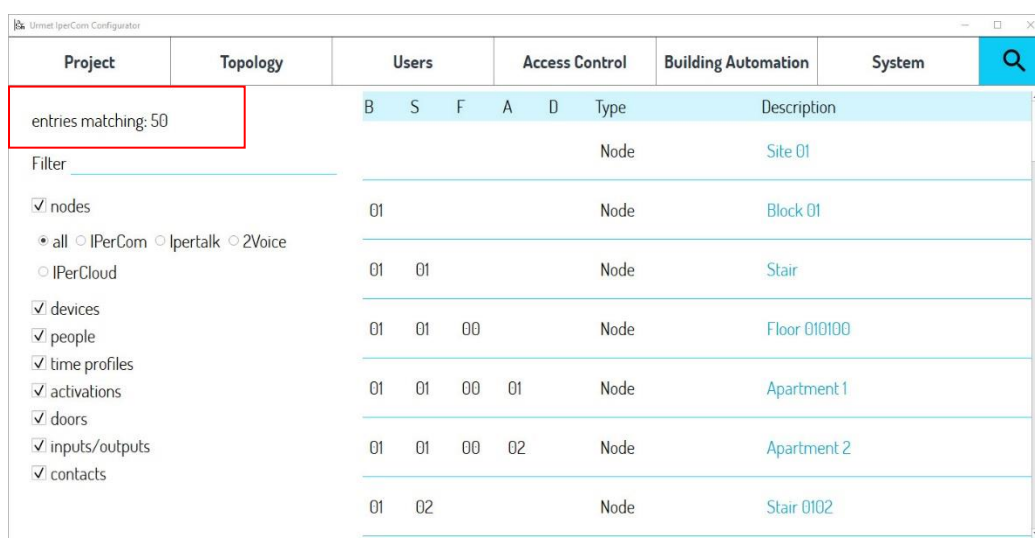 Urmet IperCom Configurator
Project Topology Users Access Control Building Automation System
entries matching: 50
Filter
nodes
all IPerCom Ipertalk 2Voice
IPerCloud
devices
people
time profiles
activations
doors
inputs/outputs
contacts
B S F A D Type Description
Node Site 01
01 Node Block 01
01 01 Node Stair
01 01 00 Node Floor 010100
01 01 00 01 Node Apartment 1
01 01 00 02 Node Apartment 2
01 02 Node Stair 0102